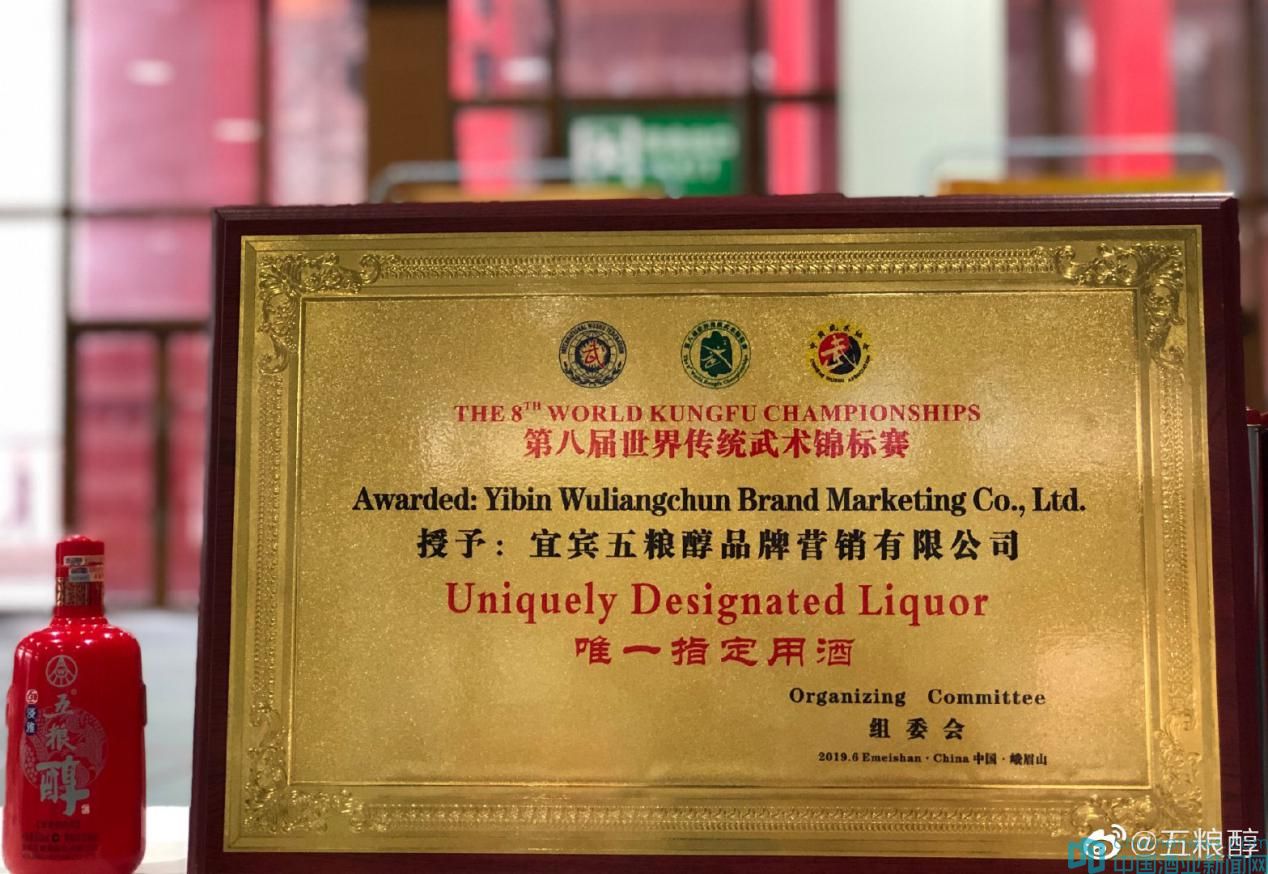 THE 8TH WORLD KUNGFU CHAMPIONSHIPS
第八届世界传统武术锦标赛
Awarded: Yibin Wuliangchun Brand Marketing Co., Ltd.
授予：宜宾五粮醇品牌营销有限公司
Uniquely Designated Liquor
唯一指定用酒
Organizing Committee
组委会
2019.6 Emeishan · China 中国 · 峨眉山
五粮醇
@五粮醇
中国酒业新闻网